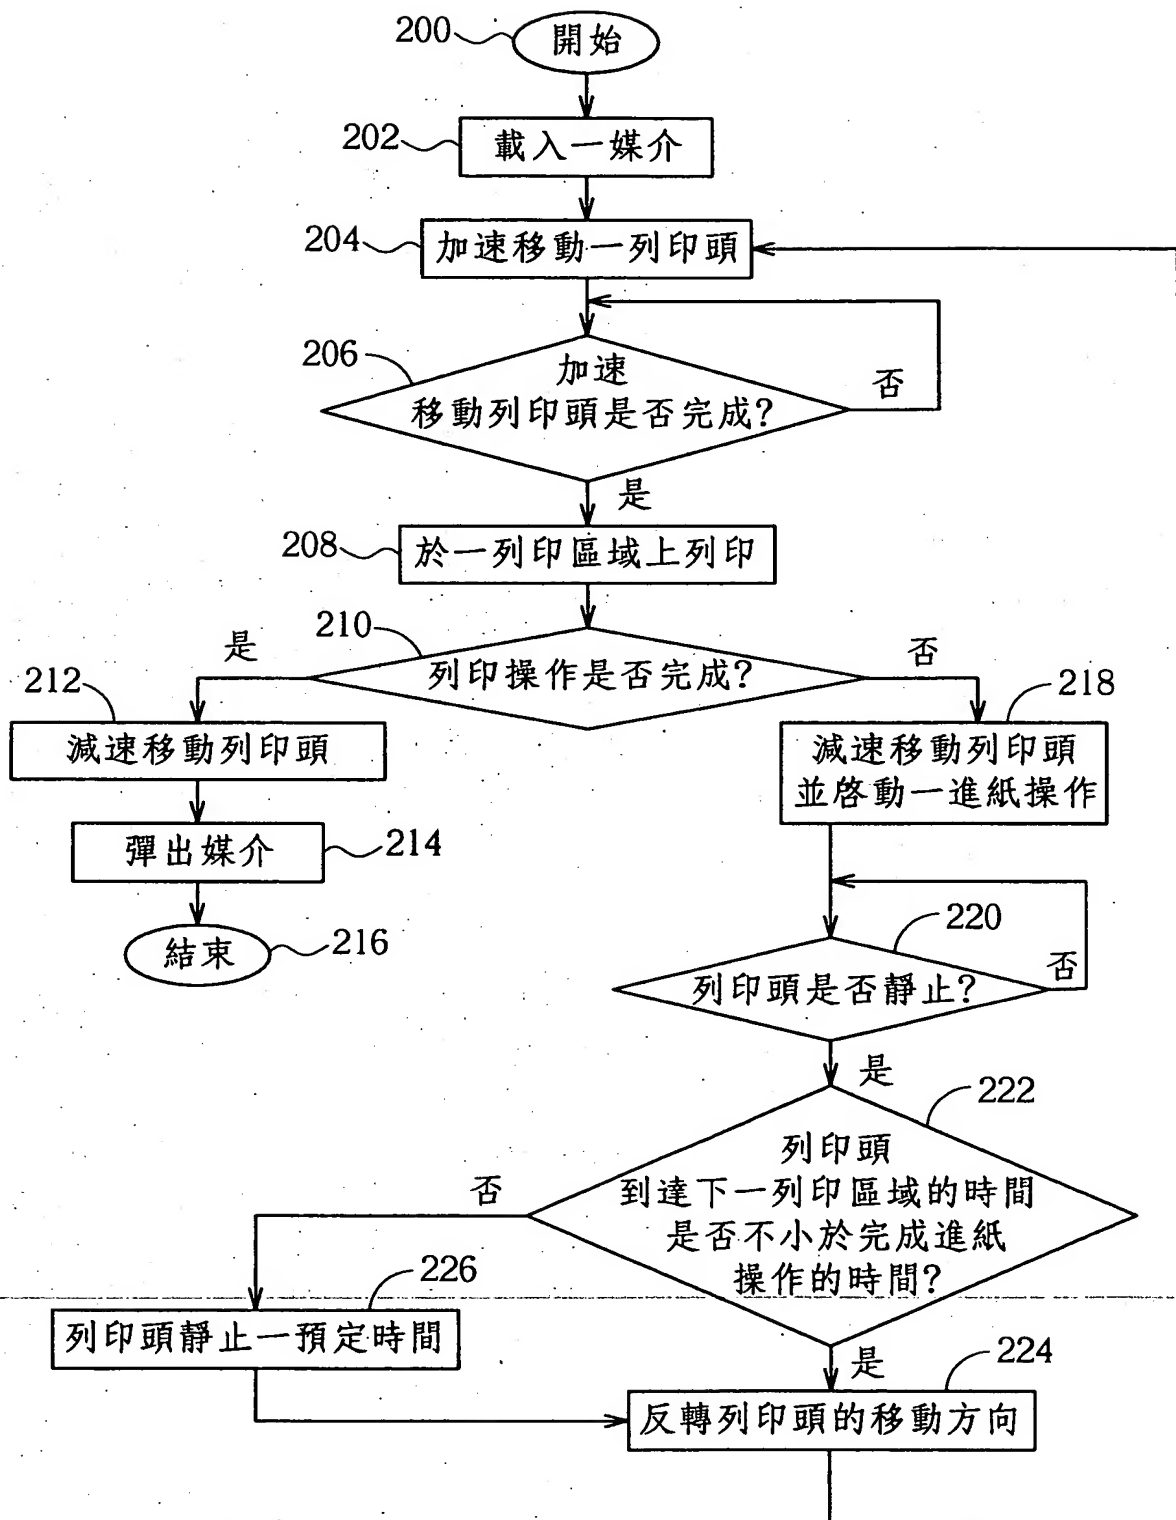 200
開始
202
載入一媒介
204
加速移動一列印頭
206
加速
移動列印頭是否完成?
否
是
208
於一列印區域上列印
210
列印操作是否完成?
是
否
212
減速移動列印頭
214
彈出媒介
216
結束
218
減速移動列印頭
並啓動一進紙操作
220
列印頭是否靜止?
否
是
222
列印頭
到達下一列印區域的時間
是否不小於完成進紙
操作的時間?
否
226
列印頭靜止一預定時間
是
224
反轉列印頭的移動方向